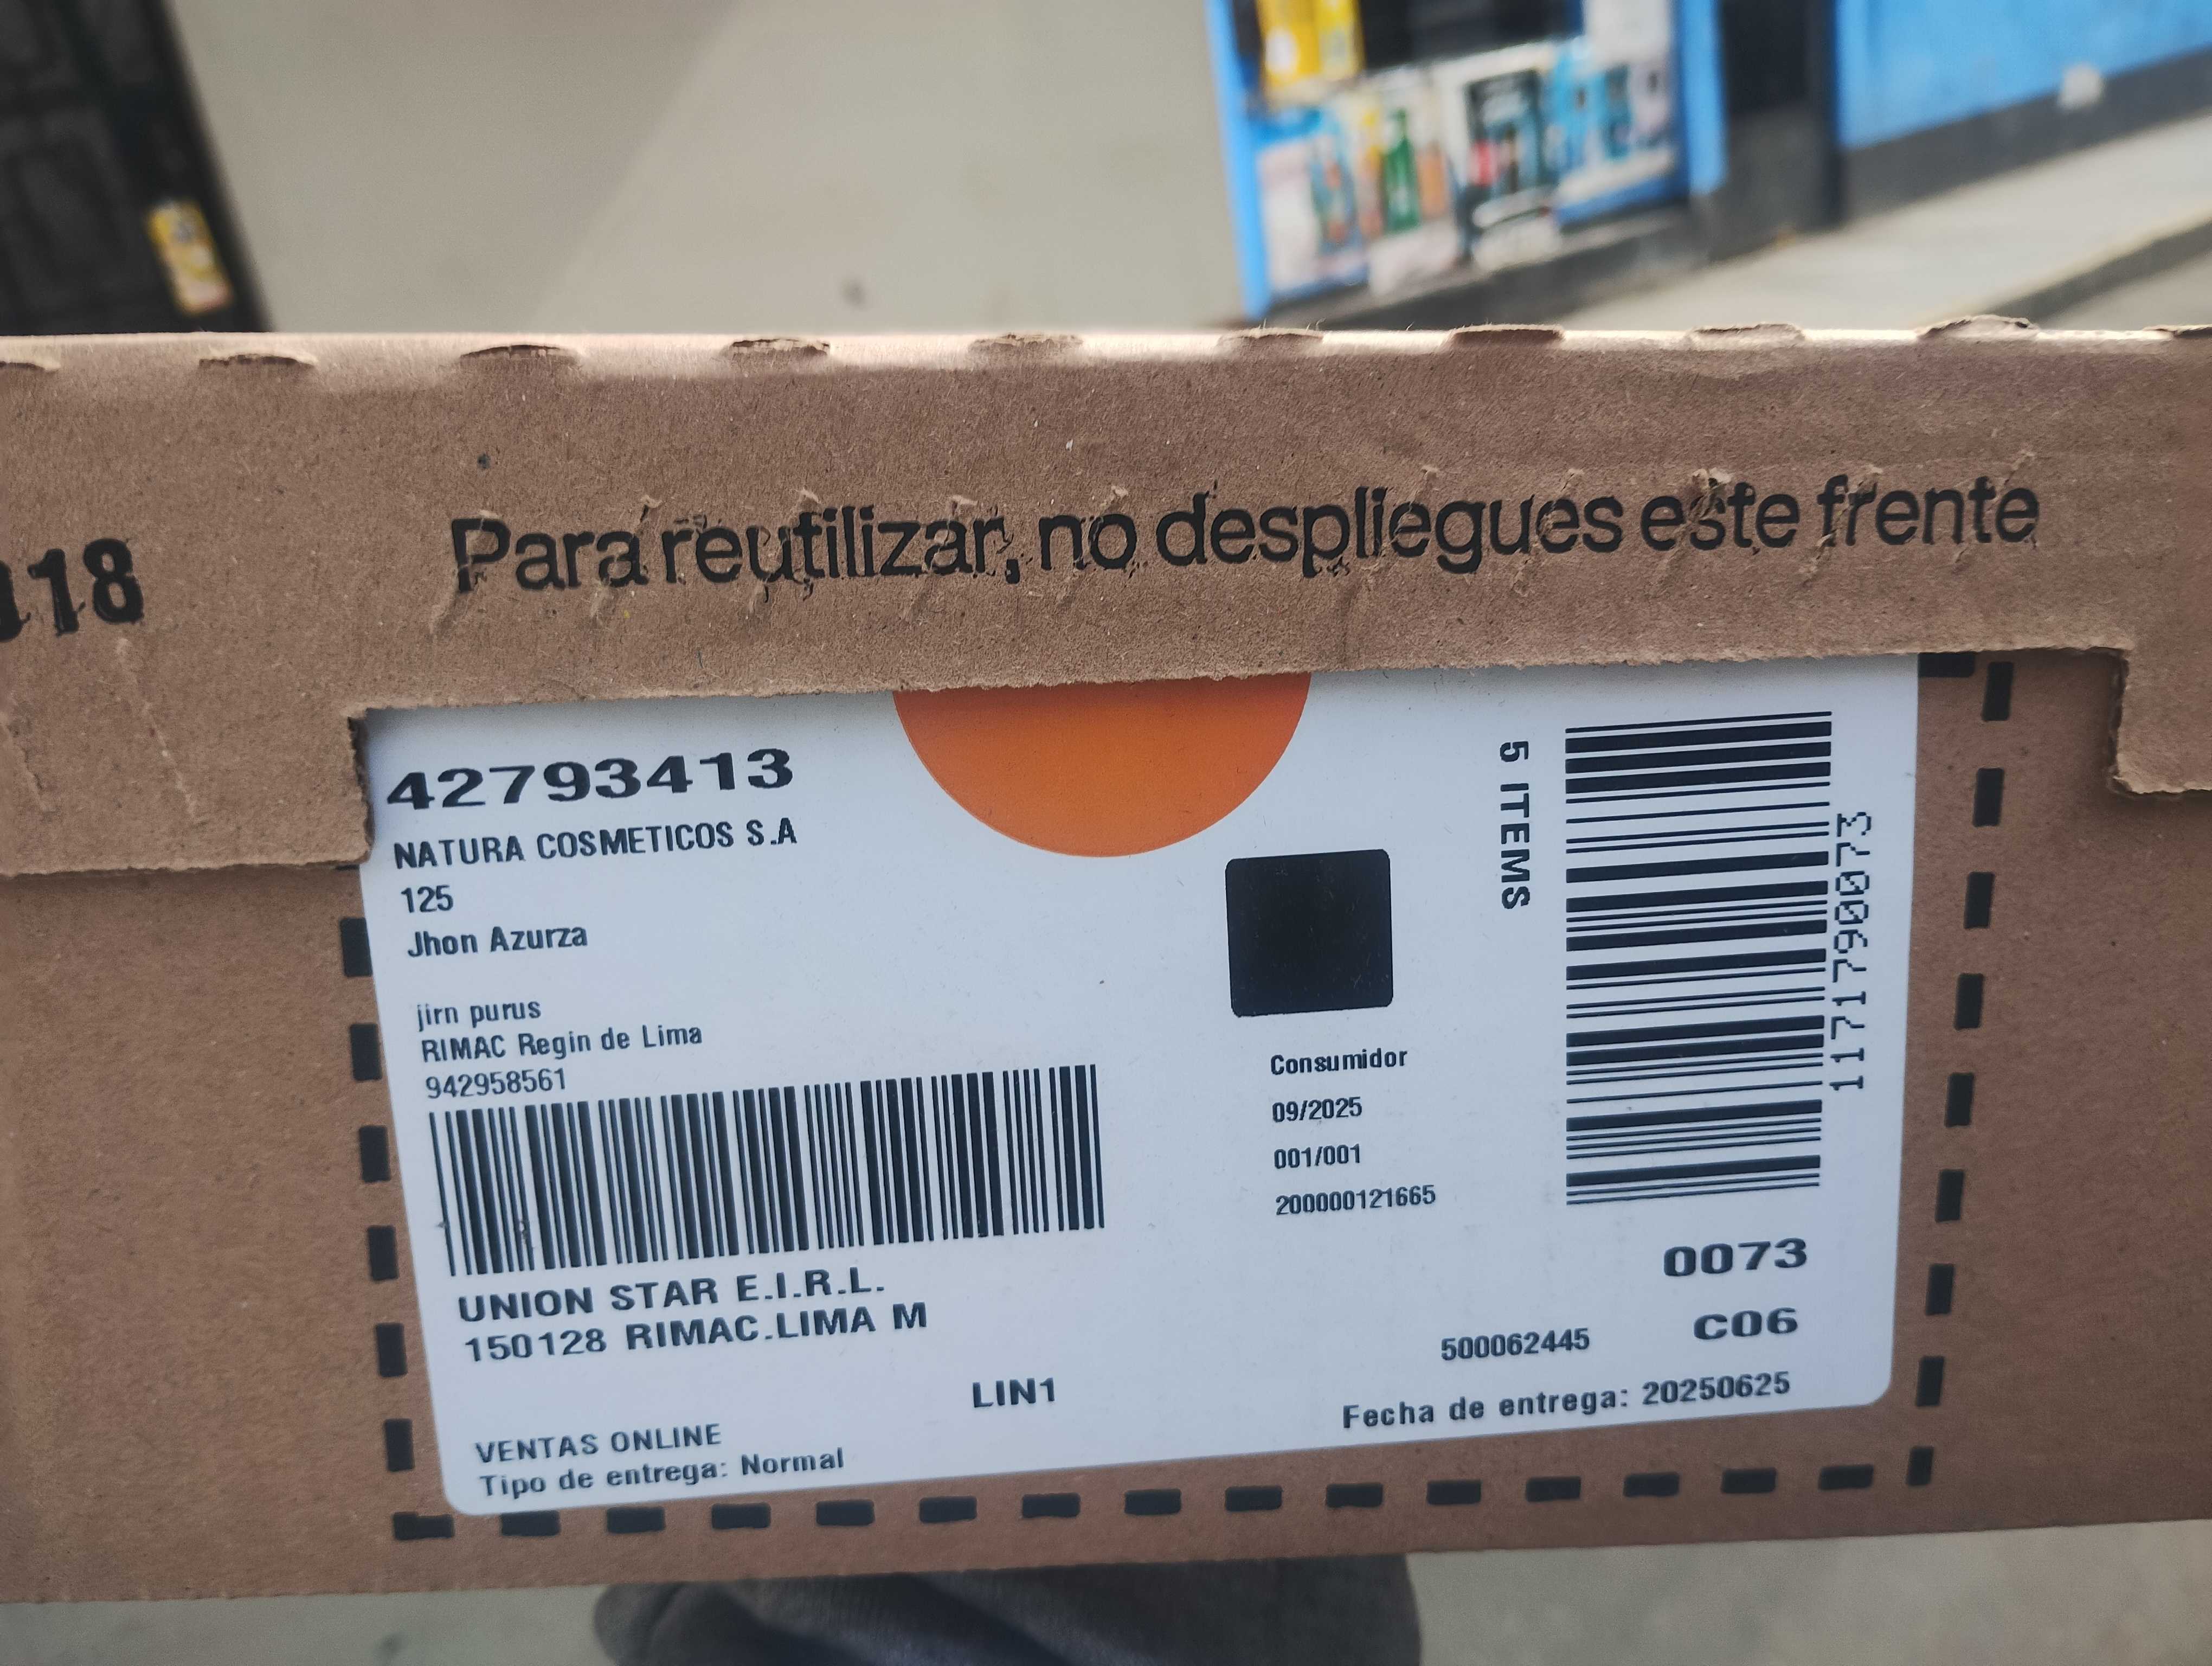 Para reutilizar, no despliegues este frente
18
42793413
NATURA COSMETICOS S.A
125
Jhon Azurza
jirn purus
RIMAC Regin de Lima
942958561
UNION STAR E.I.R.L.
150128 RIMAC.LIMA M
LIN1
VENTAS ONLINE
Tipo de entrega: Normal
5 ITEMS
11717900073
Consumidor
09/2025
001/001
200000121665
0073
C06
500062445
Fecha de entrega: 20250625